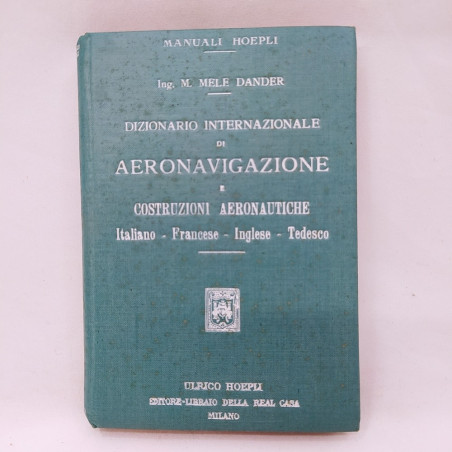 MANUALI HOEPLI
Ing. M. MELE DANDER
DIZIONARIO INTERNAZIONALE
DI
AERONAVIGAZIONE
E
COSTRUZIONI AERONAUTICHE
Italiano - Francese - Inglese - Tedesco
ULRICO HOEPLI
EDITORE-LIBRAIO DELLA REAL CASA
MILANO